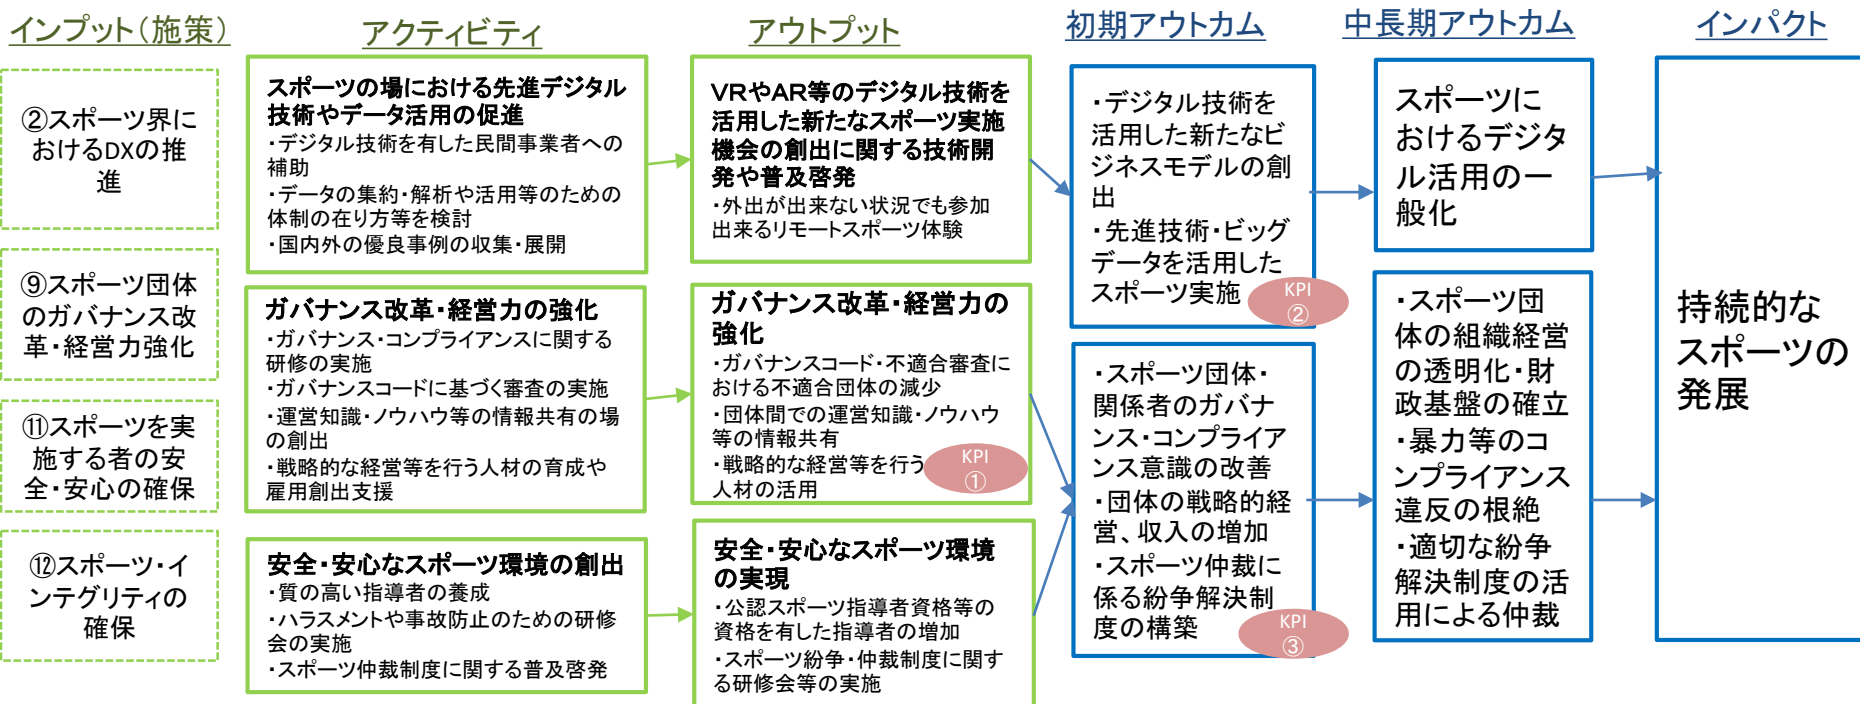 インプット（施策）
アクティビティ
アウトプット
初期アウトカム
中長期アウトカム
インパクト
②スポーツ界に
おけるDXの推
進
⑨スポーツ団体
のガバナンス改
革・経営力強化
⑪スポーツを実
施する者の安
全・安心の確保
⑫スポーツ・イ
ンテグリティの
確保
スポーツの場における先進デジタル
技術やデータ活用の促進
・デジタル技術を有した民間事業者への
補助
・データの集約・解析や活用等のための
体制の在り方等を検討
・国内外の優良事例の収集・展開
ガバナンス改革・経営力の強化
・ガバナンス・コンプライアンスに関する
研修の実施
・ガバナンスコードに基づく審査の実施
・運営知識・ノウハウ等の情報共有の場
の創出
・戦略的な経営等を行う人材の育成や
雇用創出支援
安全・安心なスポーツ環境の創出
・質の高い指導者の養成
・ハラスメントや事故防止のための研修
会の実施
・スポーツ仲裁制度に関する普及啓発
VRやAR等のデジタル技術を
活用した新たなスポーツ実施
機会の創出に関する技術開
発や普及啓発
・外出が出来ない状況でも参加
出来るリモートスポーツ体験
ガバナンス改革・経営力の
強化
・ガバナンスコード・不適合審査に
おける不適合団体の減少
・団体間での運営知識・ノウハウ
等の情報共有
・戦略的な経営等を行う
人材の活用
KPI
①
安全・安心なスポーツ環境
の実現
・公認スポーツ指導者資格等の
資格を有した指導者の増加
・スポーツ紛争・仲裁制度に関す
る研修会等の実施
・デジタル技術を
活用した新たなビ
ジネスモデルの創
出
・先進技術・ビッグ
データを活用した
スポーツ実施
KPI
②
・スポーツ団体・
関係者のガバナ
ンス・コンプライア
ンス意識の改善
・団体の戦略的経
営、収入の増加
・スポーツ仲裁に
係る紛争解決制
度の構築
KPI
③
スポーツに
おけるデジタ
ル活用の一
般化
・スポーツ団
体の組織経営
の透明化・財
政基盤の確立
・暴力等のコ
ンプライアンス
違反の根絶
・適切な紛争
解決制度の活
用による仲裁
持続的な
スポーツの
発展